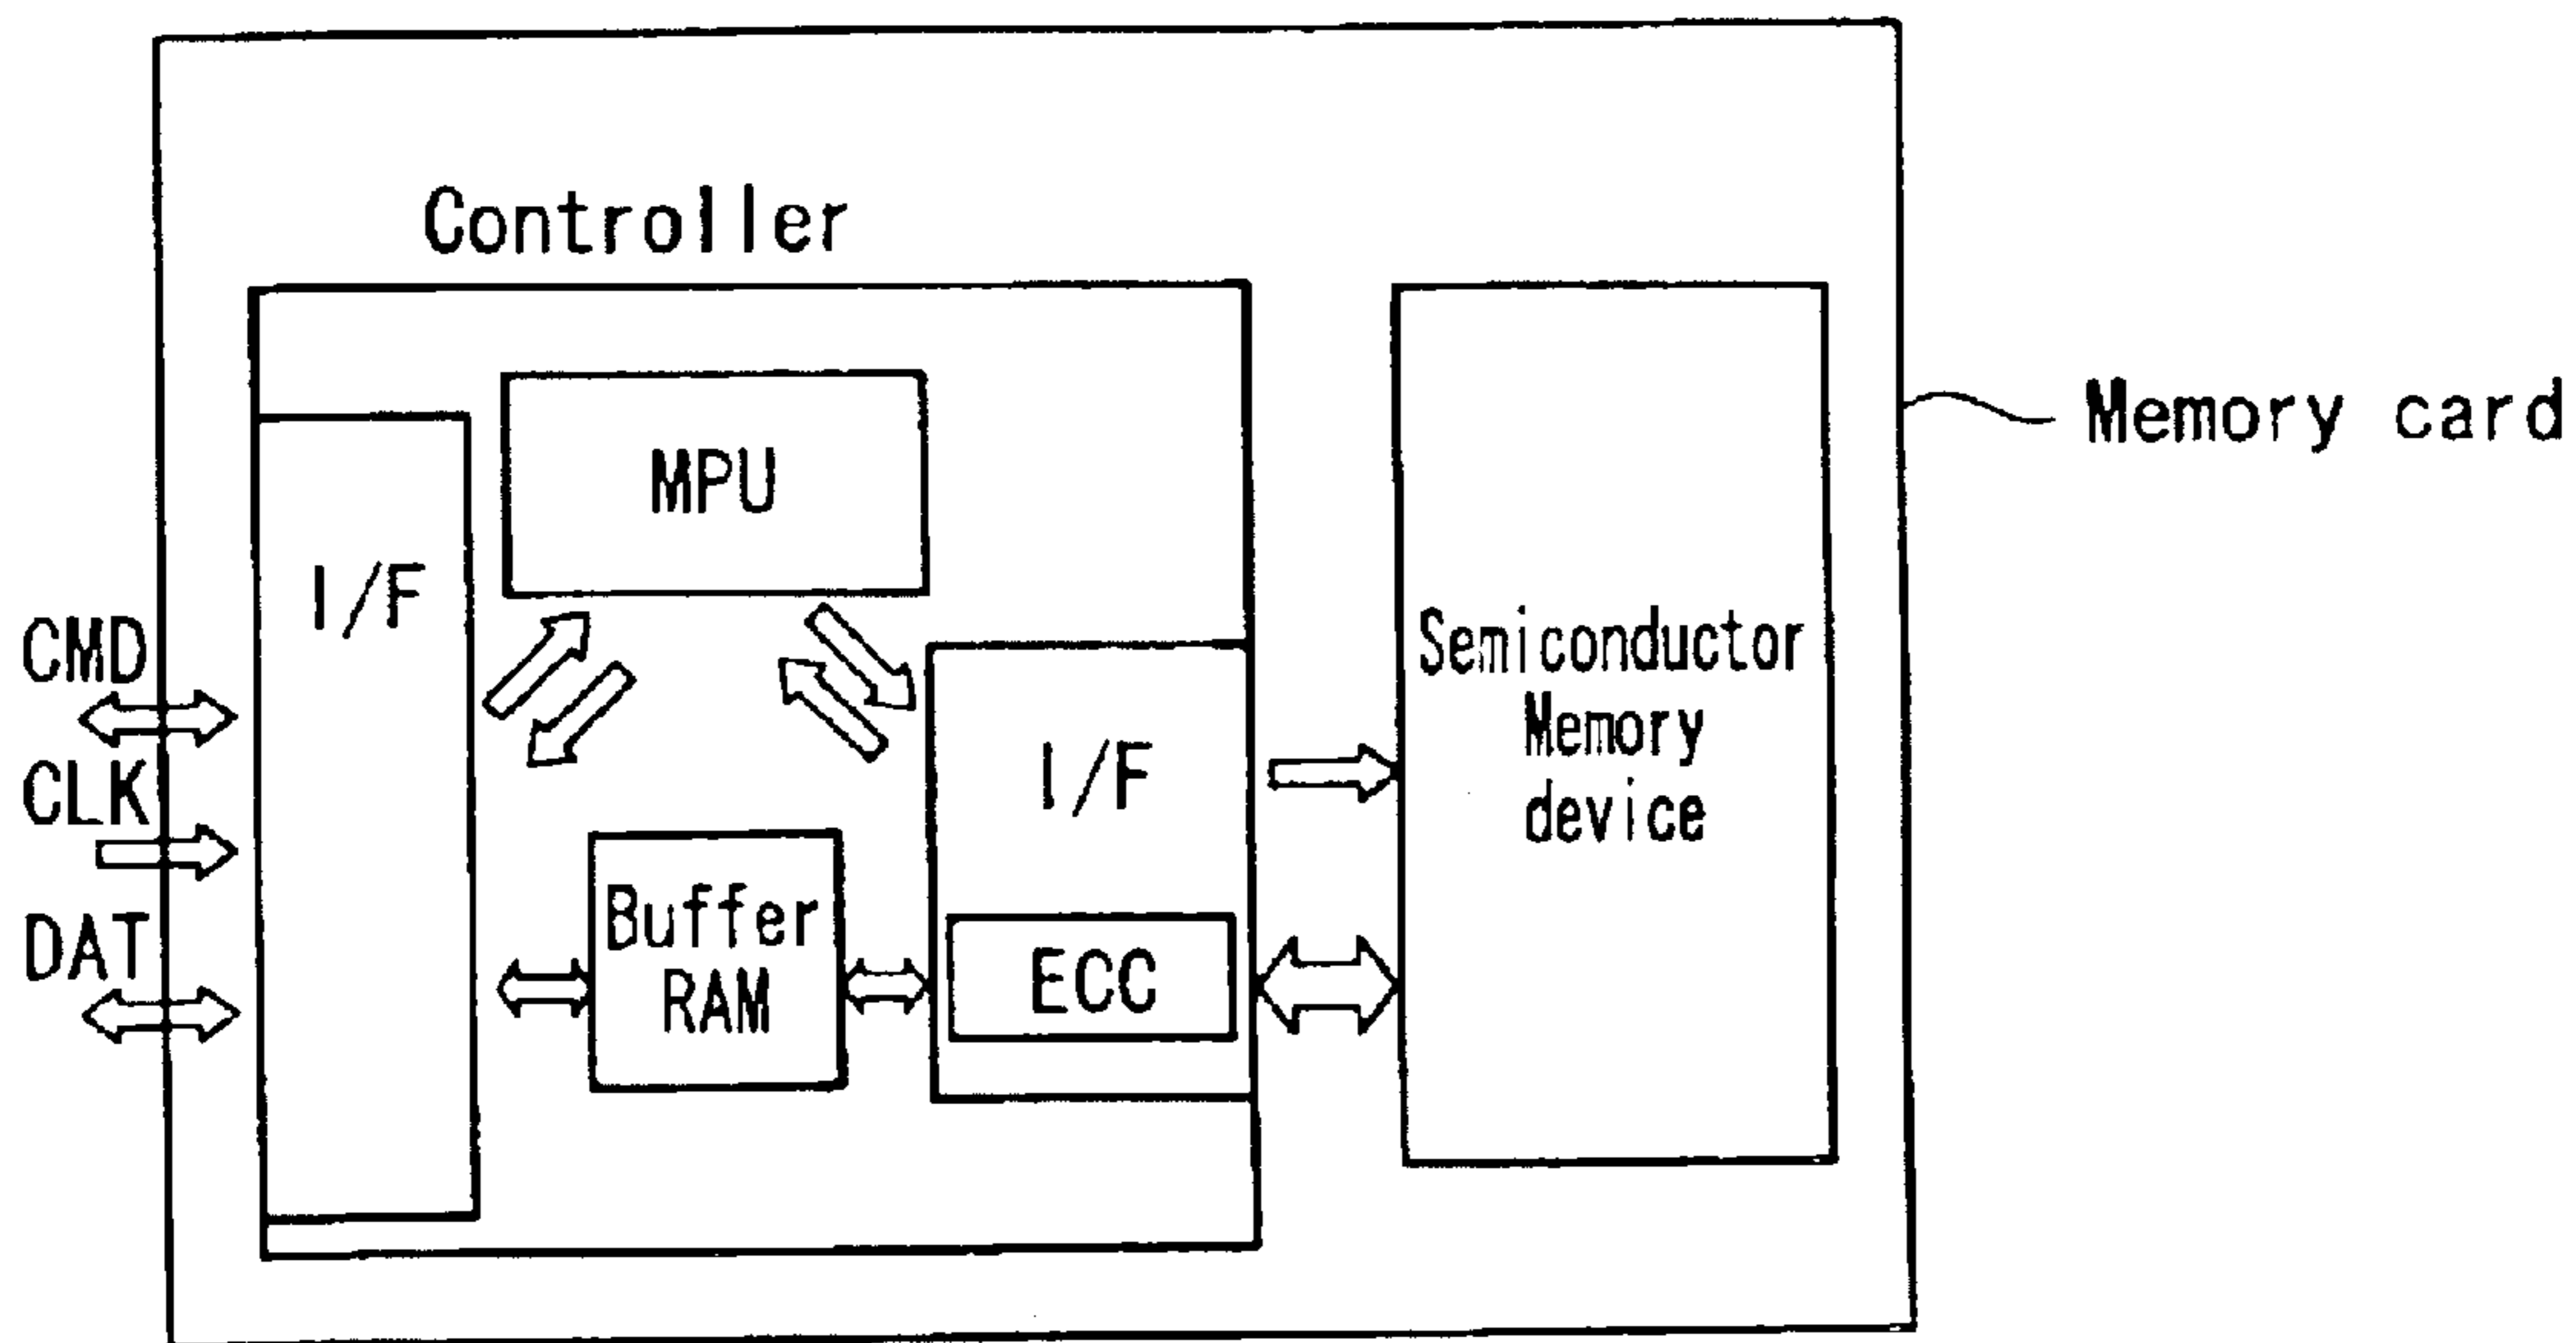 Controller
MPU
Memory card
I/F
CMD
CLK
DAT
Buffer
RAM
I/F
ECC
Semiconductor
Memory
device